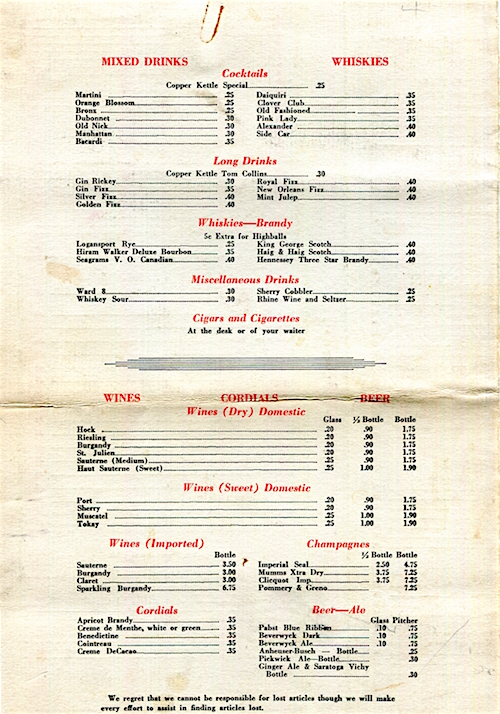 MIXED DRINKS WHISKIES
Cocktails
Copper Kettle Special .25
Martini .25 Daiquiri .35
Orange Blossom .25 Clover Club .35
Bronx .25 Old Fashioned .35
Dubonnet .30 Pink Lady .35
Old Nick .30 Alexander .40
Manhattan .30 Side Car .40
Bacardi .35
Long Drinks
Copper Kettle Tom Collins .30
Gin Rickey .30 Royal Fizz .40
Gin Fizz .35 New Orleans Fizz .40
Silver Fizz .40 Mint Julep .40
Golden Fizz .40
Whiskies—Brandy
5c Extra for Highballs
Logansport Rye .25 King George Scotch .40
Hiram Walker Deluxe Bourbon .35 Haig & Haig Scotch .40
Seagrams V. O. Canadian .40 Hennessey Three Star Brandy .40
Miscellaneous Drinks
Ward 8 .30 Sherry Cobbler .25
Whiskey Sour .30 Rhine Wine and Seltzer .25
Cigars and Cigarettes
At the desk or of your waiter
WINES CORDIALS BEER
Wines (Dry) Domestic
Glass ½ Bottle Bottle
Hock .20 .90 1.75
Riesling .20 .90 1.75
Burgandy .20 .90 1.75
St. Julien .20 .90 1.75
Sauterne (Medium) .25 .90 1.75
Haut Sauterne (Sweet) .25 1.00 1.90
Wines (Sweet) Domestic
Port .20 .90 1.75
Sherry .20 .90 1.75
Muscatel .25 1.00 1.90
Tokay .25 1.00 1.90
Wines (Imported) Champagnes
Bottle ½ Bottle Bottle
Sauterne 3.50 Imperial Seal 2.50 4.75
Burgandy 3.00 Mumms Xtra Dry 3.75 7.25
Claret 3.00 Clicquot Imp. 3.75 7.25
Sparkling Burgandy 6.75 Pommery & Greno 7.25
Cordials Beer—Ale
Glass Pitcher
Apricot Brandy .35 Pabst Blue Ribbon .10 .75
Creme de Menthe, white or green .35 Beverwyck Dark .10 .75
Benedictine .35 Beverwyck Ale .10 .75
Cointreau .35 Anheuser-Busch — Bottle .25
Creme DeCacao .35 Pickwick Ale—Bottle .30
Ginger Ale & Saratoga Vichy
Bottle .30
We regret that we cannot be responsible for lost articles though we will make
every effort to assist in finding articles lost.